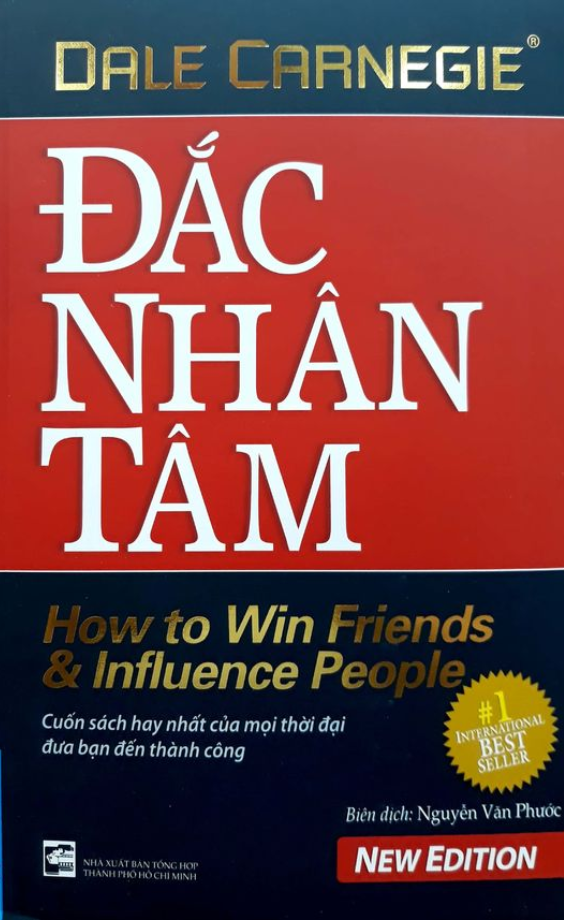 DALE CARNEGIE®
ĐẮC
NHÂN
TÂM
How to Win Friends
& Influence People
Cuốn sách hay nhất của mọi thời đại
đưa bạn đến thành công
#1
INTERNATIONAL
BEST
SELLER
Biên dịch: Nguyễn Văn Phước
NHÀ XUẤT BẢN TỔNG HỢP
THÀNH PHỐ HỒ CHÍ MINH
NEW EDITION